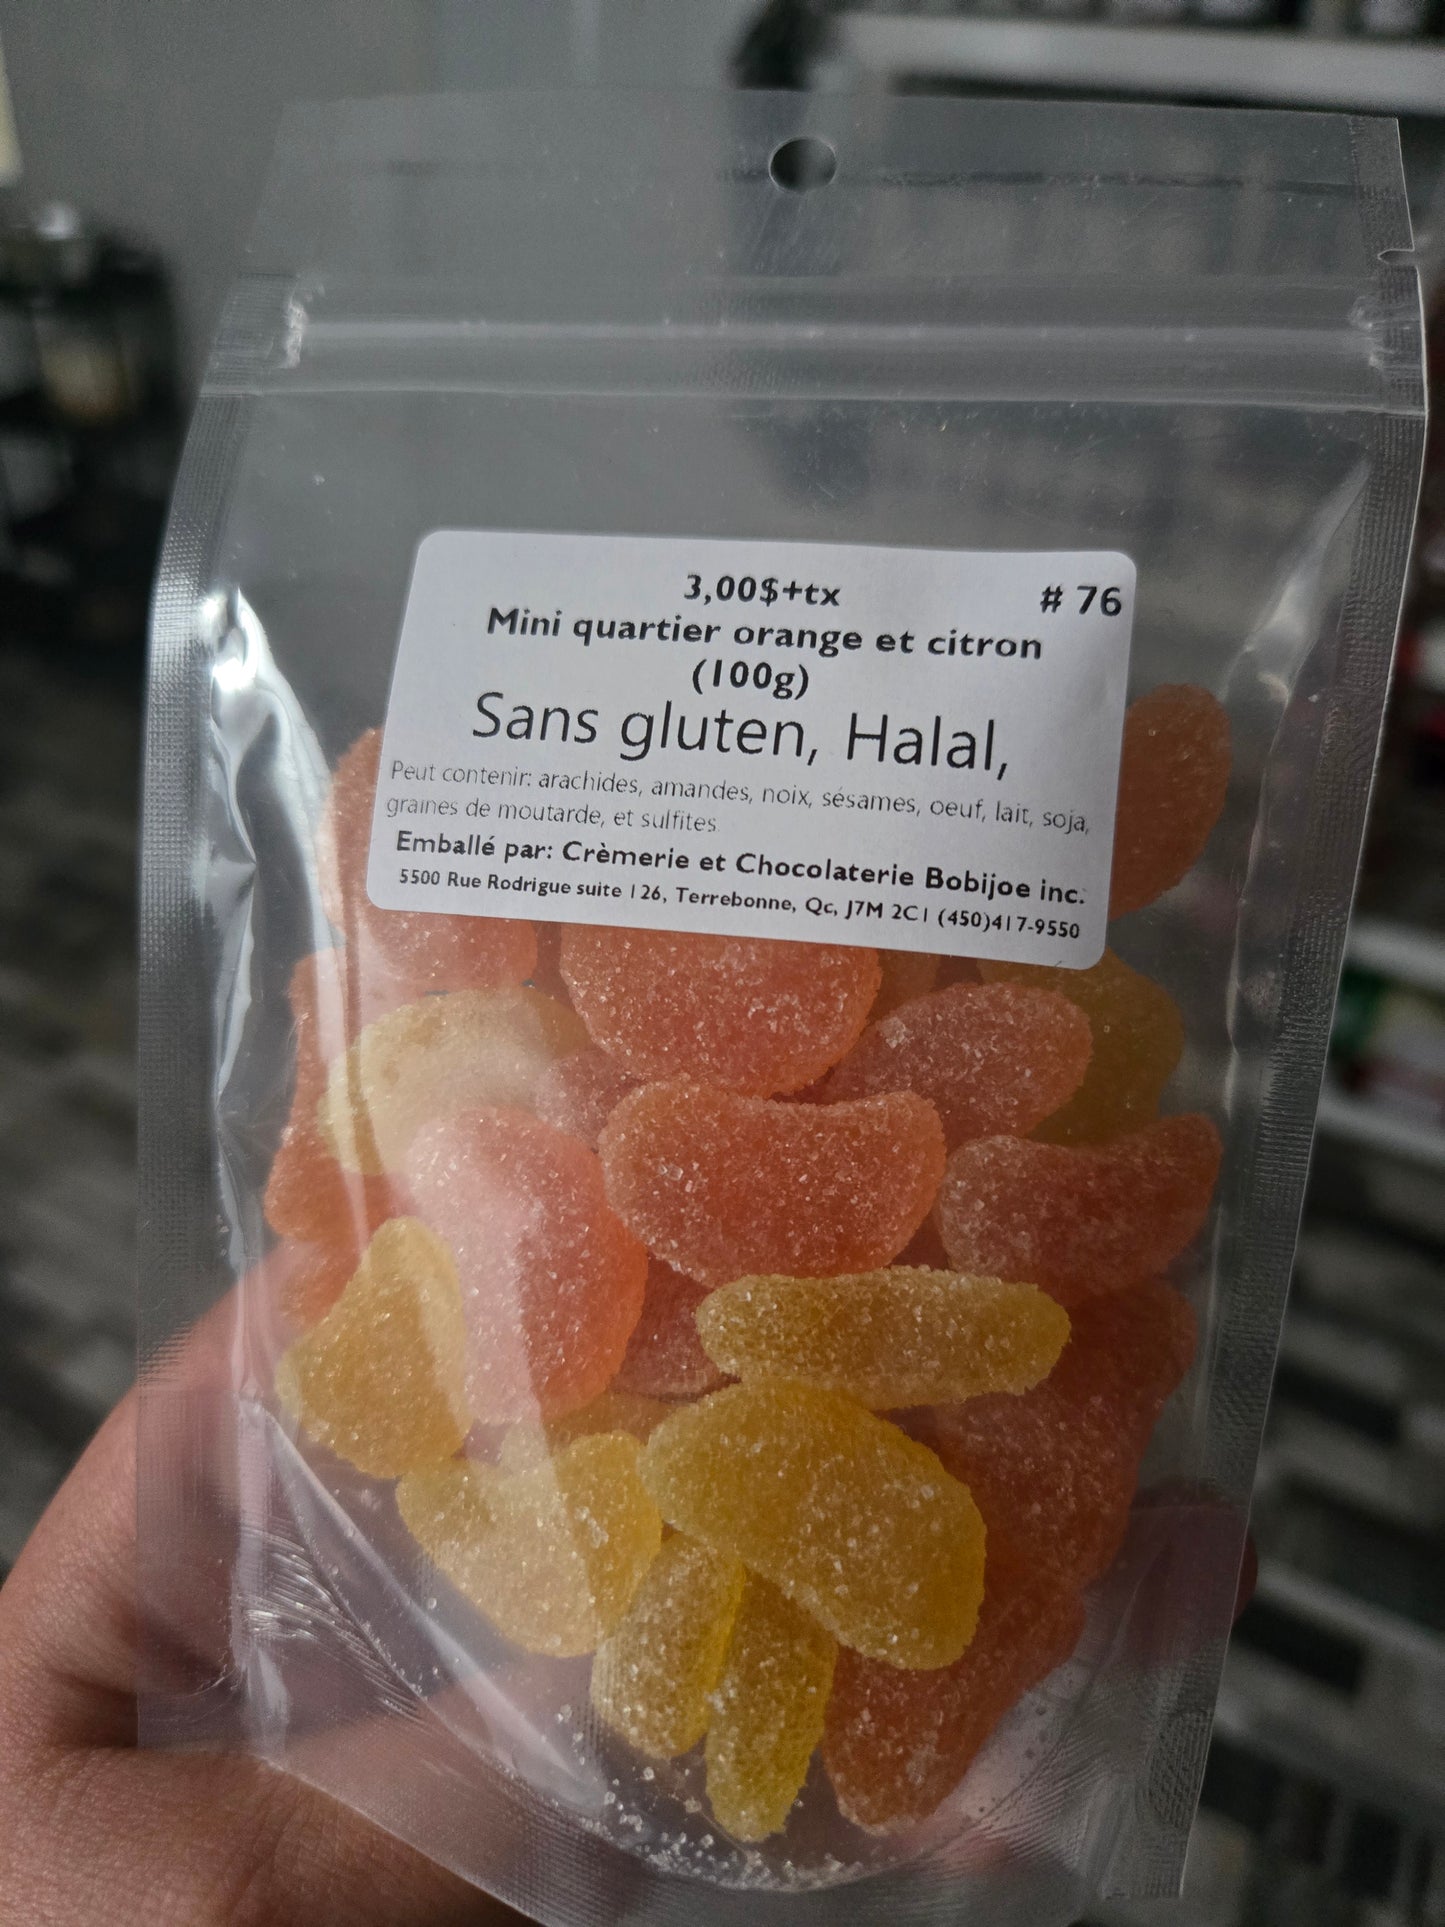 3,00$+tx
# 76
Mini quartier orange et citron
(100g)
Sans gluten, Halal,
Peut contenir: arachides, amandes, noix, sésames, oeuf, lait, soja,
graines de moutarde, et sulfites.
Emballé par: Crèmerie et Chocolaterie Bobijoe inc.
5500 Rue Rodrigue suite 126, Terrebonne, Qc, J7M 2C1 (450)417-9550